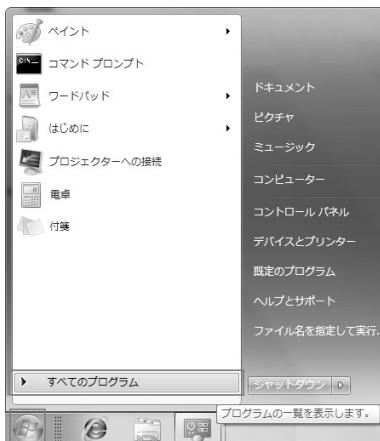 ペイント
コマンド プロンプト
ワードパッド
はじめに
プロジェクターへの接続
電卓
付箋
すべてのプログラム
ドキュメント
ピクチャ
ミュージック
コンピューター
コントロール パネル
デバイスとプリンター
既定のプログラム
ヘルプとサポート
ファイル名を指定して実行.
シャットダウン
プログラムの一覧を表示します。